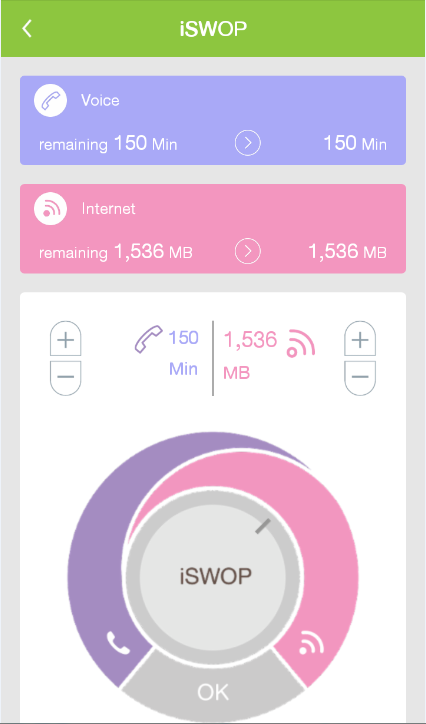 iSWOP
Voice
remaining 150 Min 150 Min
Internet
remaining 1,536 MB 1,536 MB
150 1,536
Min MB
iSWOP
OK